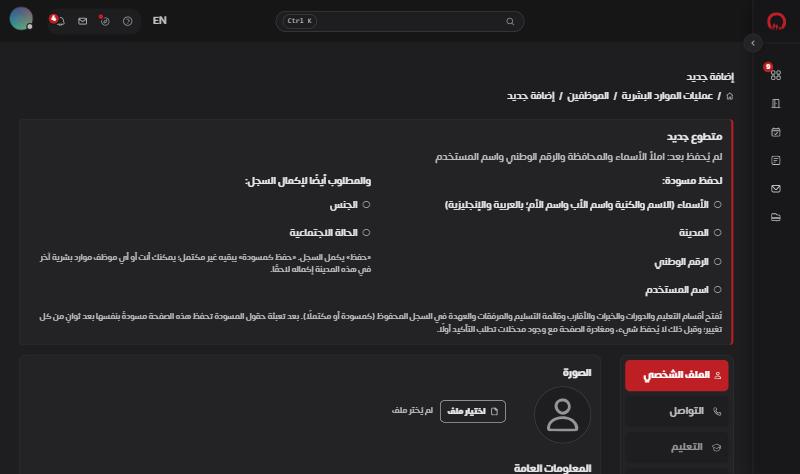 4
EN
Ctrl K
9
إضافة جديد
عمليات الموارد البشرية / الموظفين / إضافة جديد
متطوع جديد
لم يُحفظ بعد: املأ الأسماء والمحافظة والرقم الوطني واسم المستخدم
لحفظ مسودة:
الأسماء (الاسم والكنية واسم الأب واسم الأم؛ بالعربية والإنجليزية)
المدينة
الرقم الوطني
اسم المستخدم
والمطلوب أيضًا لإكمال السجل:
الجنس
الحالة الاجتماعية
«حفظ» يكمل السجل. «حفظ كمسودة» يبقيه غير مكتمل؛ يمكنك أنت أو أي موظف موارد بشرية آخر
في هذه المدينة إكماله لاحقًا.
تُفتح أقسام التعليم والدورات والخبرات والأقارب وقائمة التسليم والمرفقات والعهدة في السجل المحفوظ (كمسودة أو مكتملًا). بعد تعبئة حقول المسودة تحفظ هذه الصفحة مسودةً بنفسها بعد ثوانٍ من كل
تغيير؛ وقبل ذلك لا يُحفظ شيء، ومغادرة الصفحة مع وجود مدخلات تطلب التأكيد أولًا.
الملف الشخصي
التواصل
التعليم
الصورة
اختيار ملف
لم يُختر ملف
المعلومات العامة